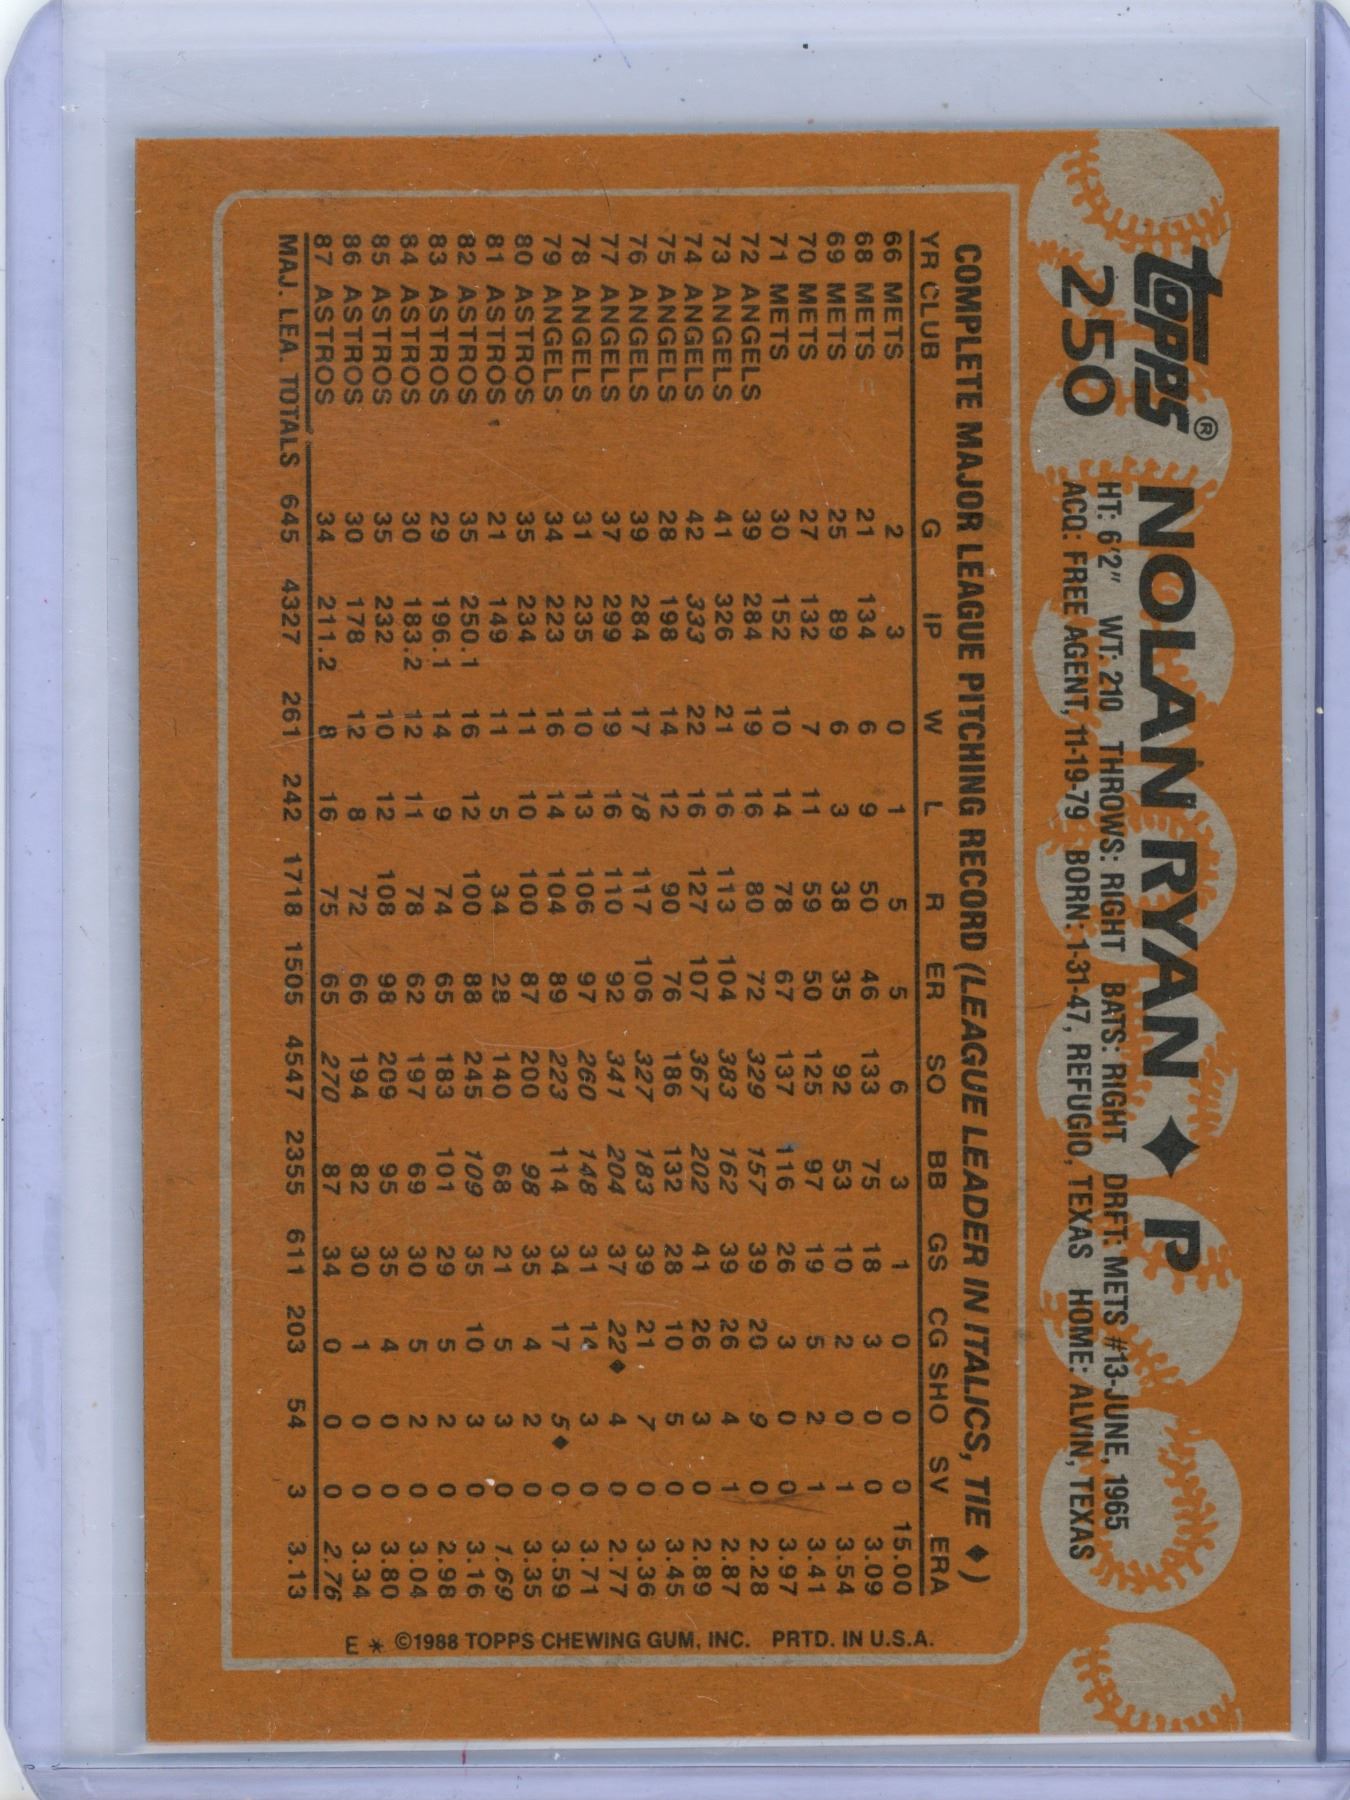 topps® NOLAN RYAN ♦ P
250 HT: 6'2" WT: 210 THROWS: RIGHT BATS: RIGHT DRFT: METS #13-JUNE, 1965
ACQ: FREE AGENT, 11-19-79 BORN: 1-31-47, REFUGIO, TEXAS HOME: ALVIN, TEXAS
COMPLETE MAJOR LEAGUE PITCHING RECORD (LEAGUE LEADER IN ITALICS, TIE ♦)
YR CLUB G IP W L R ER SO BB GS CG SHO SV ERA
66 METS 2 3 0 1 5 5 6 3 1 0 0 0 15.00
68 METS 21 134 6 9 50 46 133 75 18 3 0 0 3.09
69 METS 25 89 6 3 38 35 92 53 10 2 0 1 3.54
70 METS 27 132 7 11 59 50 125 97 19 5 2 1 3.41
71 METS 30 152 10 14 78 67 137 116 26 3 0 0 3.97
72 ANGELS 39 284 19 16 80 72 329 157 39 20 9 0 2.28
73 ANGELS 41 326 21 16 113 104 383 162 39 26 4 1 2.87
74 ANGELS 42 333 22 16 127 107 367 202 41 26 3 0 2.89
75 ANGELS 28 198 14 12 90 76 186 132 28 10 5 0 3.45
76 ANGELS 39 284 17 18 117 106 327 183 39 21 7 0 3.36
77 ANGELS 37 299 19 16 110 92 341 204 37 22♦ 4 0 2.77
78 ANGELS 31 235 10 13 106 97 260 148 31 14 3 0 3.71
79 ANGELS 34 223 16 14 104 89 223 114 34 17 5♦ 0 3.59
80 ASTROS 35 234 11 10 100 87 200 98 35 4 2 0 3.35
81 ASTROS 21 149 11 5 34 28 140 68 21 5 3 0 1.69
82 ASTROS 35 250.1 16 12 100 88 245 109 35 10 3 0 3.16
83 ASTROS 29 196.1 14 9 74 65 183 101 29 5 2 0 2.98
84 ASTROS 30 183.2 12 11 78 62 197 69 30 5 2 0 3.04
85 ASTROS 35 232 10 12 108 98 209 95 35 4 0 0 3.80
86 ASTROS 30 178 12 8 72 66 194 82 30 1 0 0 3.34
87 ASTROS 34 211.2 8 16 75 65 270 87 34 0 0 0 2.76
MAJ. LEA. TOTALS 645 4327 261 242 1718 1505 4547 2355 611 203 54 3 3.13
E * ©1988 TOPPS CHEWING GUM, INC. PRTD. IN U.S.A.